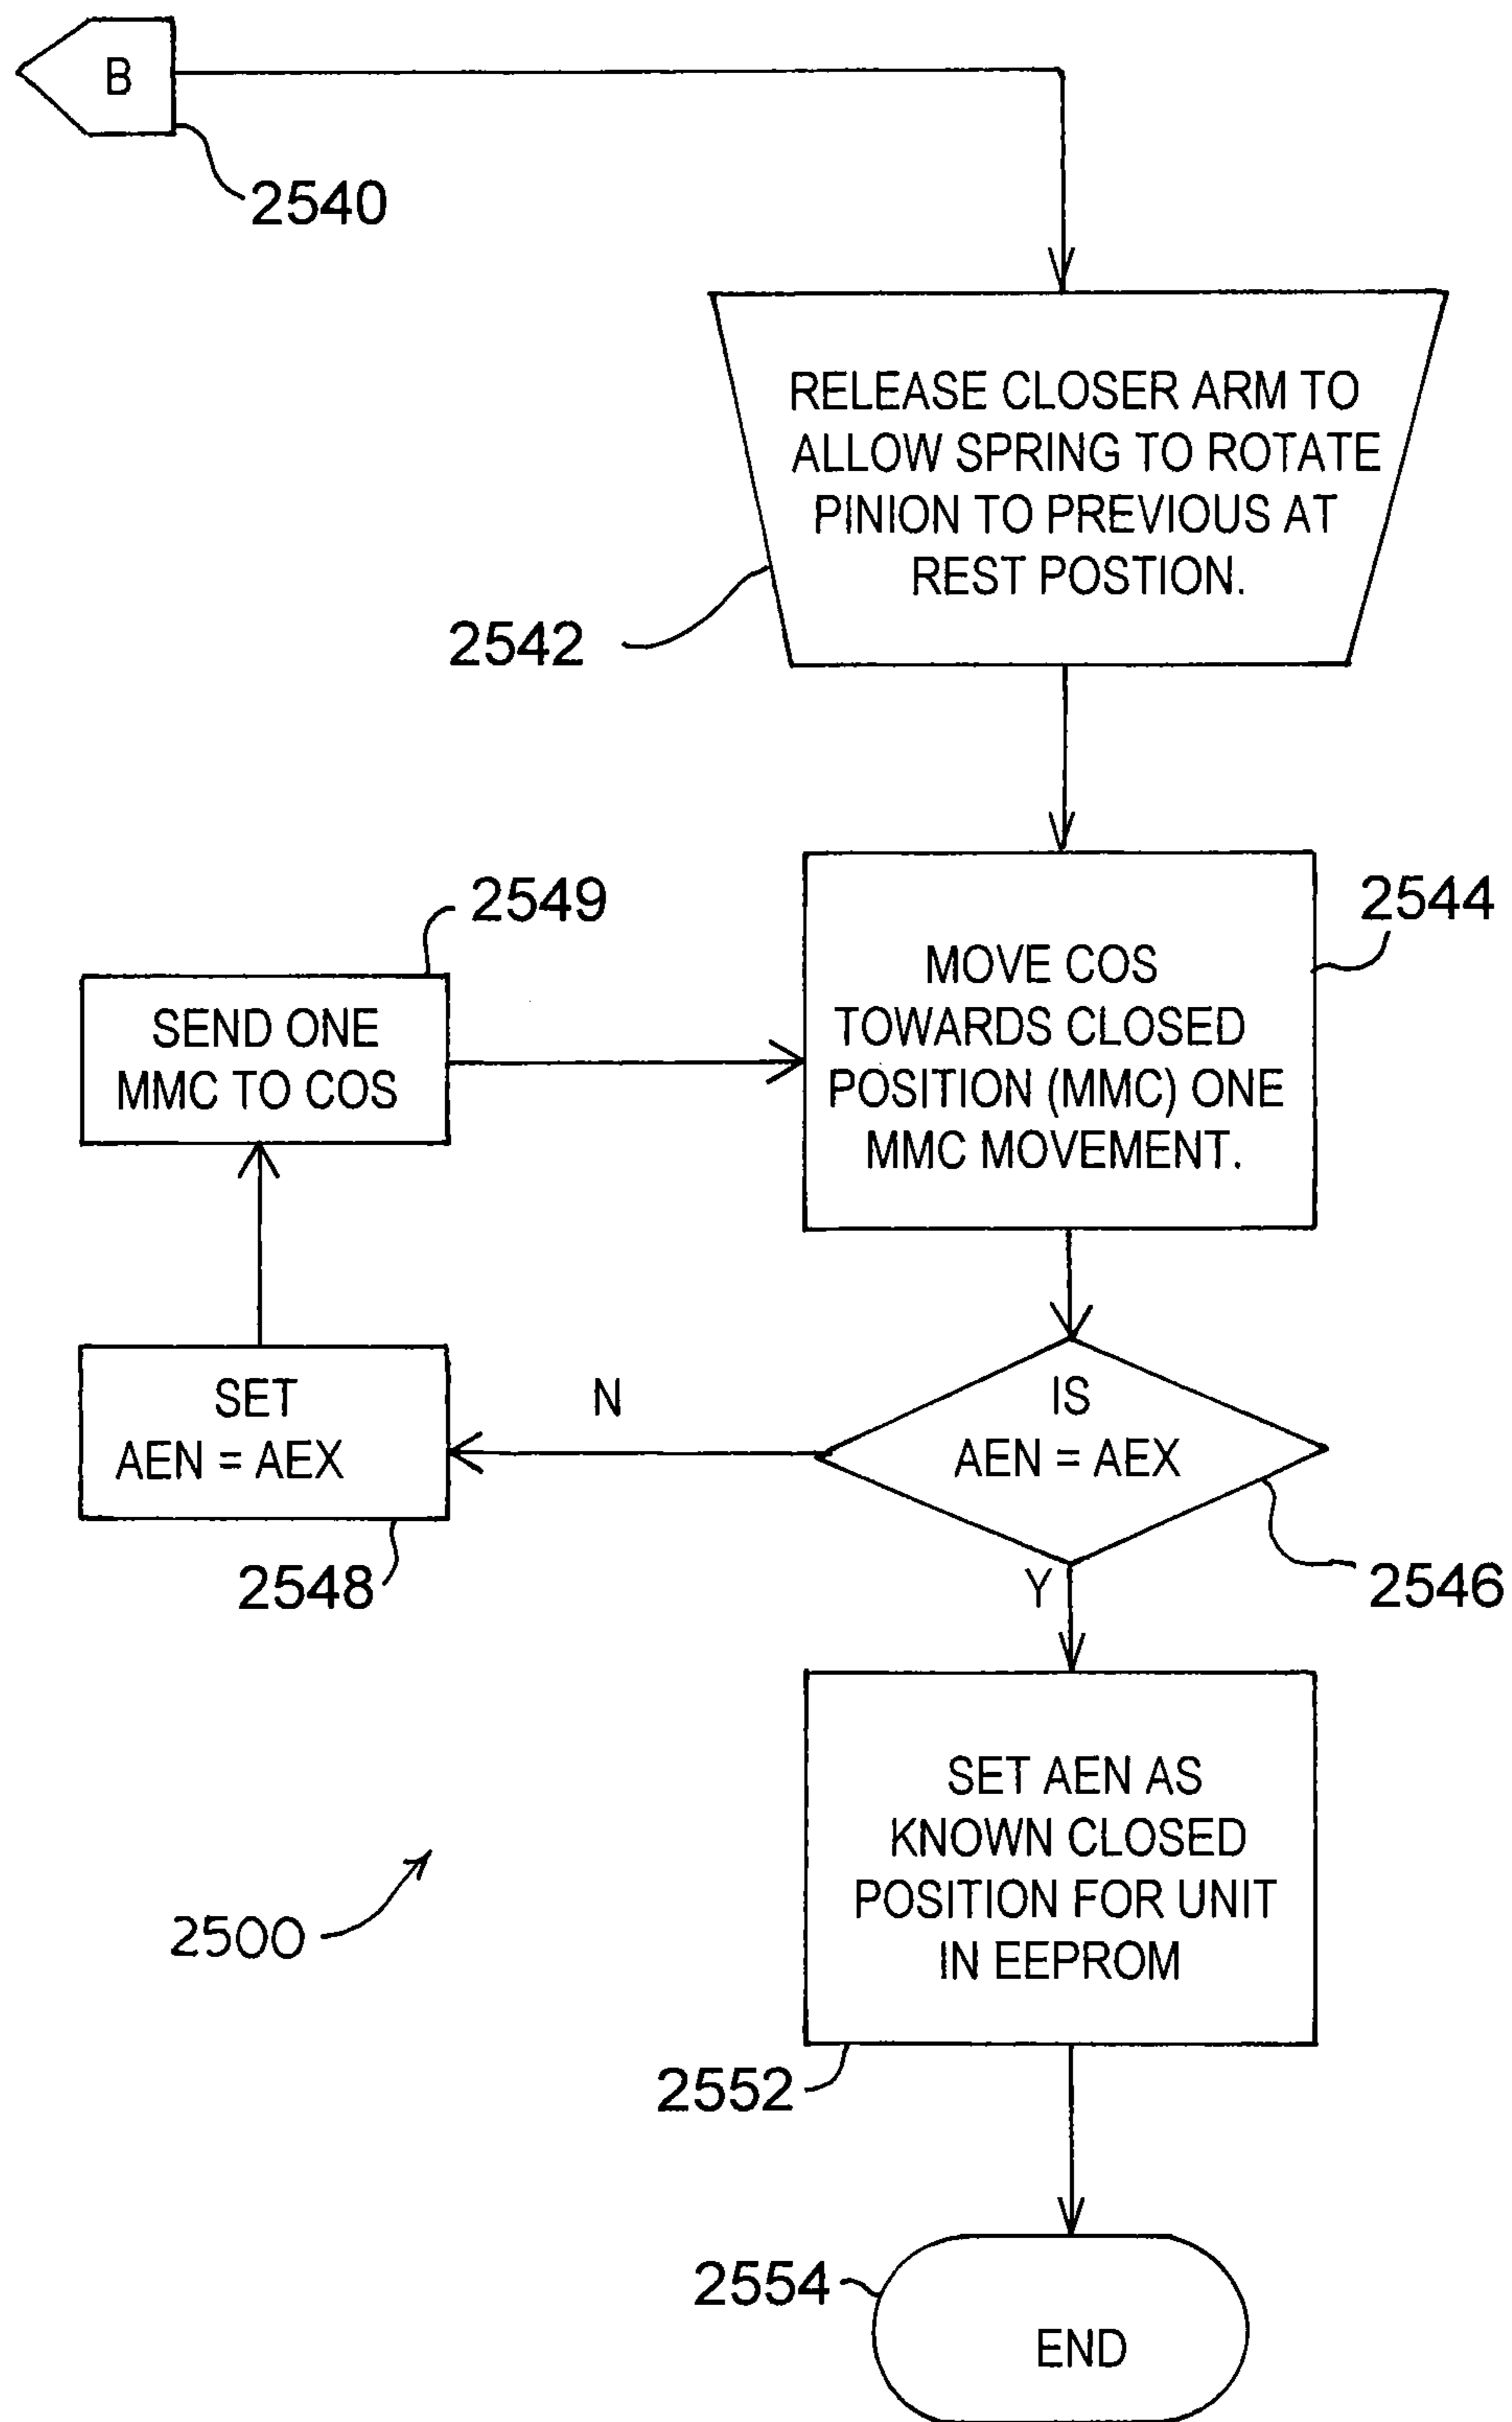 B
2540
RELEASE CLOSER ARM TO
ALLOW SPRING TO ROTATE
PINION TO PREVIOUS AT
REST POSTION.
2542
2549
SEND ONE
MMC TO COS
2544
MOVE COS
TOWARDS CLOSED
POSITION (MMC) ONE
MMC MOVEMENT.
SET
AEN = AEX
2548
N
IS
AEN = AEX
2546
Y
SET AEN AS
KNOWN CLOSED
POSITION FOR UNIT
IN EEPROM
2500
2552
2554
END